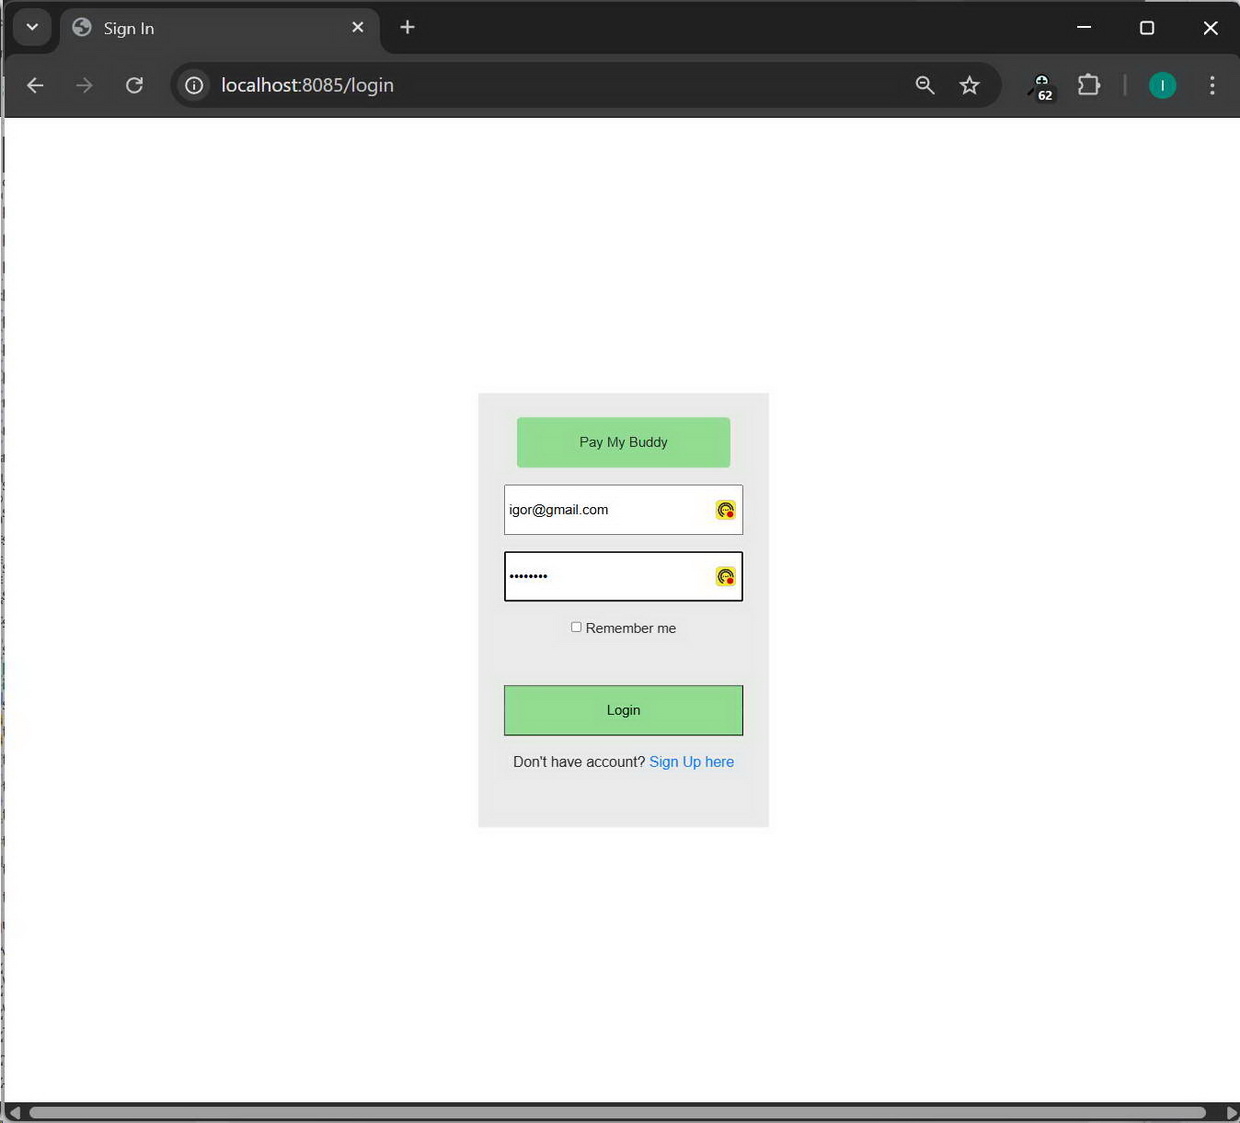 Sign In
localhost:8085/login
62
I
Pay My Buddy
igor@gmail.com
••••••••
Remember me
Login
Don't have account? Sign Up here